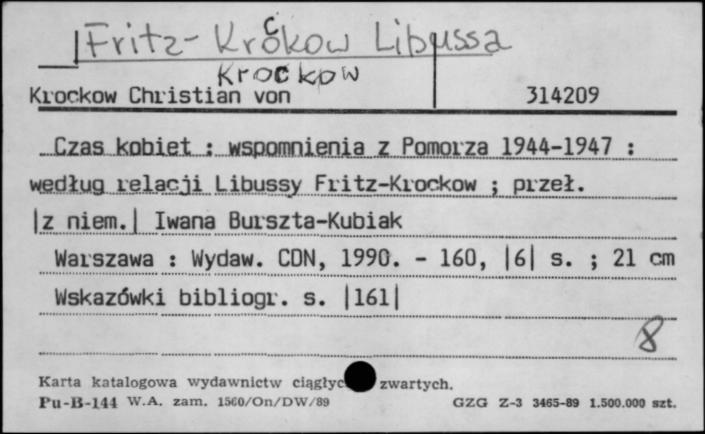 Fritz-Krockow Libussa
Krockow
Krockow Christian von 314209
Czas kobiet : wspomnienia z Pomorza 1944-1947 :
według relacji Libussy Fritz-Krockow ; przeł.
|z niem.| Iwana Burszta-Kubiak
Warszawa : Wydaw. CDN, 1990. - 160, |6| s. ; 21 cm
Wskazówki bibliogr. s. |161|
8
Karta katalogowa wydawnictw ciągłyc zwartych.
Pu-B-144 W.A. zam. 1560/On/DW/89 GZG Z-3 3465-89 1.500.000 szt.